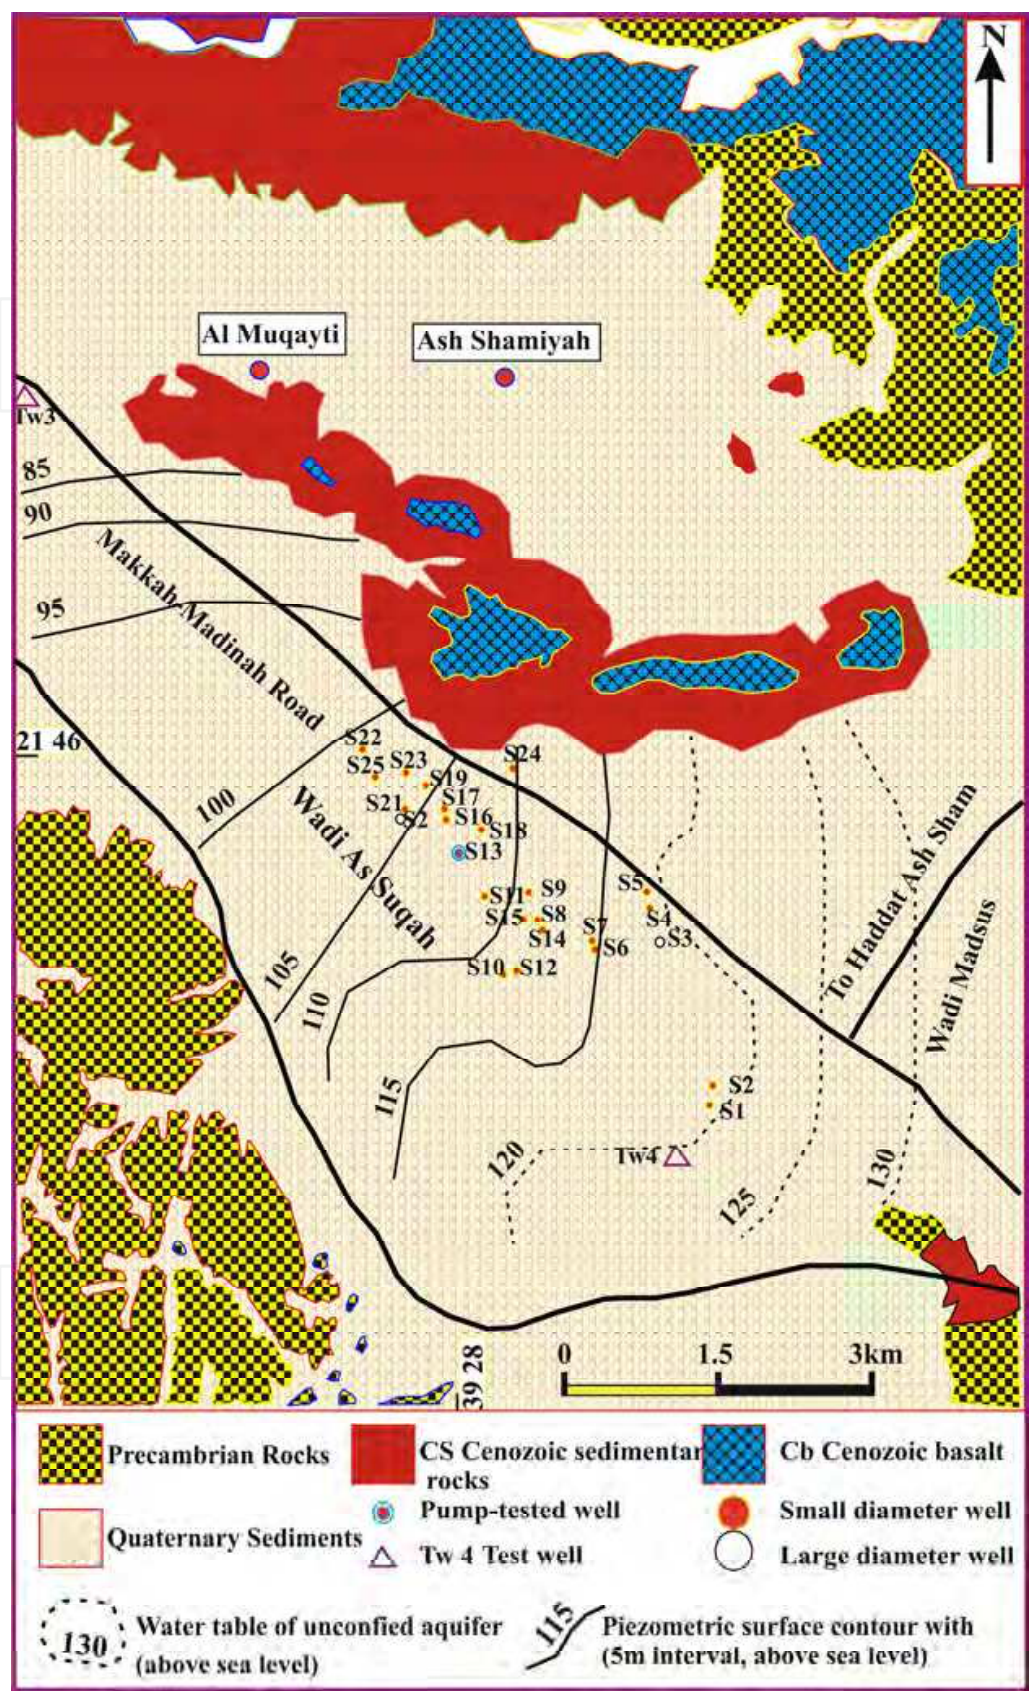 N
Al Muqayti
Ash Shamiyah
Tw3
85
90
Makkah-Madinah Road
95
21 46
S22
S24
S25
S23
S19
100
S21
S2
S17
S16
S18
Wadi As Suqah
S13
To Haddat Ash Sham
S5
S11
S9
S4
S15
S8
S7
S14
S3
S6
Wadi Madsus
105
S10
S12
110
115
S2
S1
120
Tw4
130
125
39 28
0 1.5 3km
Precambrian Rocks
CS Cenozoic sedimentar
rocks
Cb Cenozoic basalt
Pump-tested well
Small diameter well
Quaternary Sediments
Tw 4 Test well
Large diameter well
130
Water table of unconfied aquifer
(above sea level)
115
Piezometric surface contour with
(5m interval, above sea level)